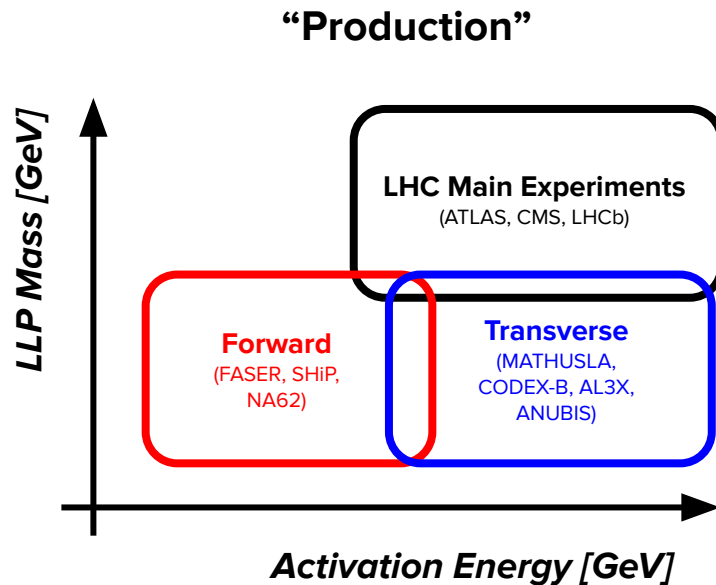 “Production”
LLP Mass [GeV]
LHC Main Experiments
(ATLAS, CMS, LHCb)
Forward
(FASER, SHiP,
NA62)
Transverse
(MATHUSLA,
CODEX-B, AL3X,
ANUBIS)
Activation Energy [GeV]